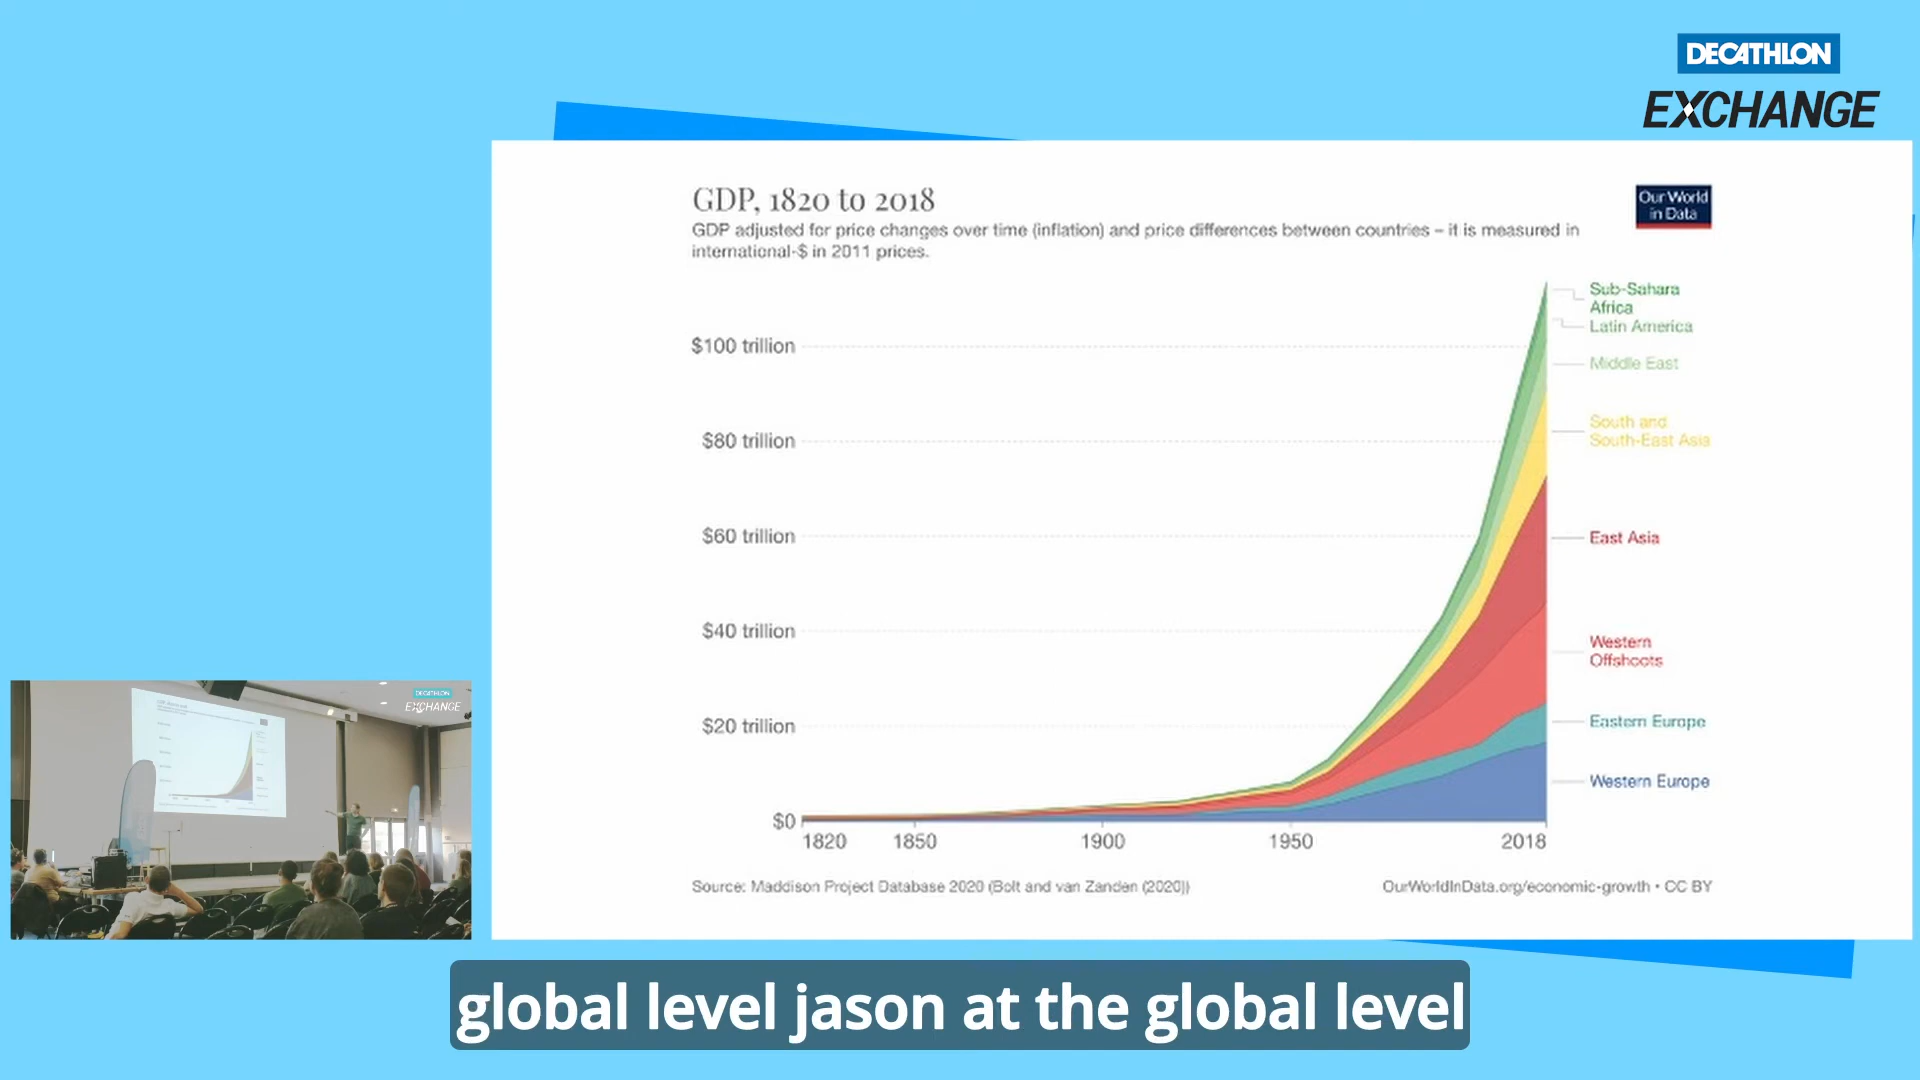 DECATHLON
EXCHANGE
GDP, 1820 to 2018
GDP adjusted for price changes over time (inflation) and price differences between countries – it is measured in
international-$ in 2011 prices.
Our World
in Data
$100 trillion
$80 trillion
$60 trillion
$40 trillion
$20 trillion
$0
1820
1850
1900
1950
2018
Sub-Sahara
Africa
Latin America
Middle East
South and
South-East Asia
East Asia
Western
Offshoots
Eastern Europe
Western Europe
Source: Maddison Project Database 2020 (Bolt and van Zanden (2020))
OurWorldInData.org/economic-growth • CC BY
DECATHLON
EXCHANGE
global level jason at the global level